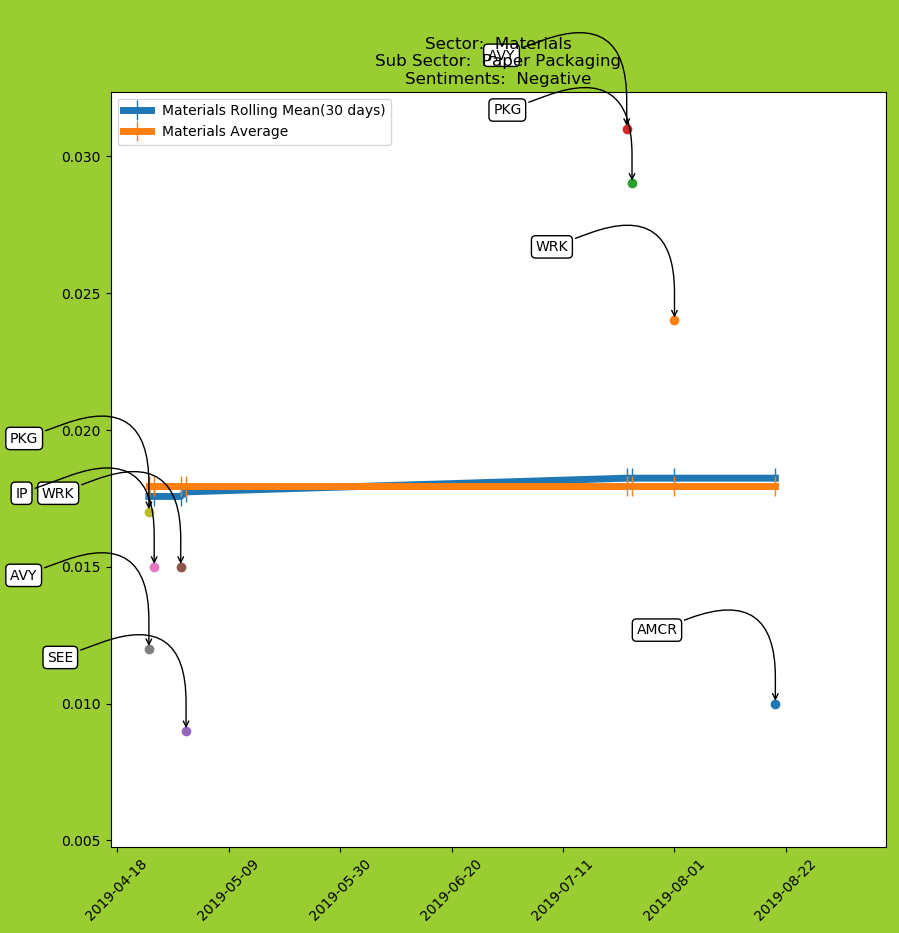 Sector:  Materials
Sub Sector:  Paper Packaging
Sentiments:  Negative
AVY
PKG
Materials Rolling Mean(30 days)
Materials Average
0.030
WRK
0.025
0.020
PKG
IP
WRK
0.015
AVY
AMCR
SEE
0.010
0.005
2019-04-18
2019-05-09
2019-05-30
2019-06-20
2019-07-11
2019-08-01
2019-08-22